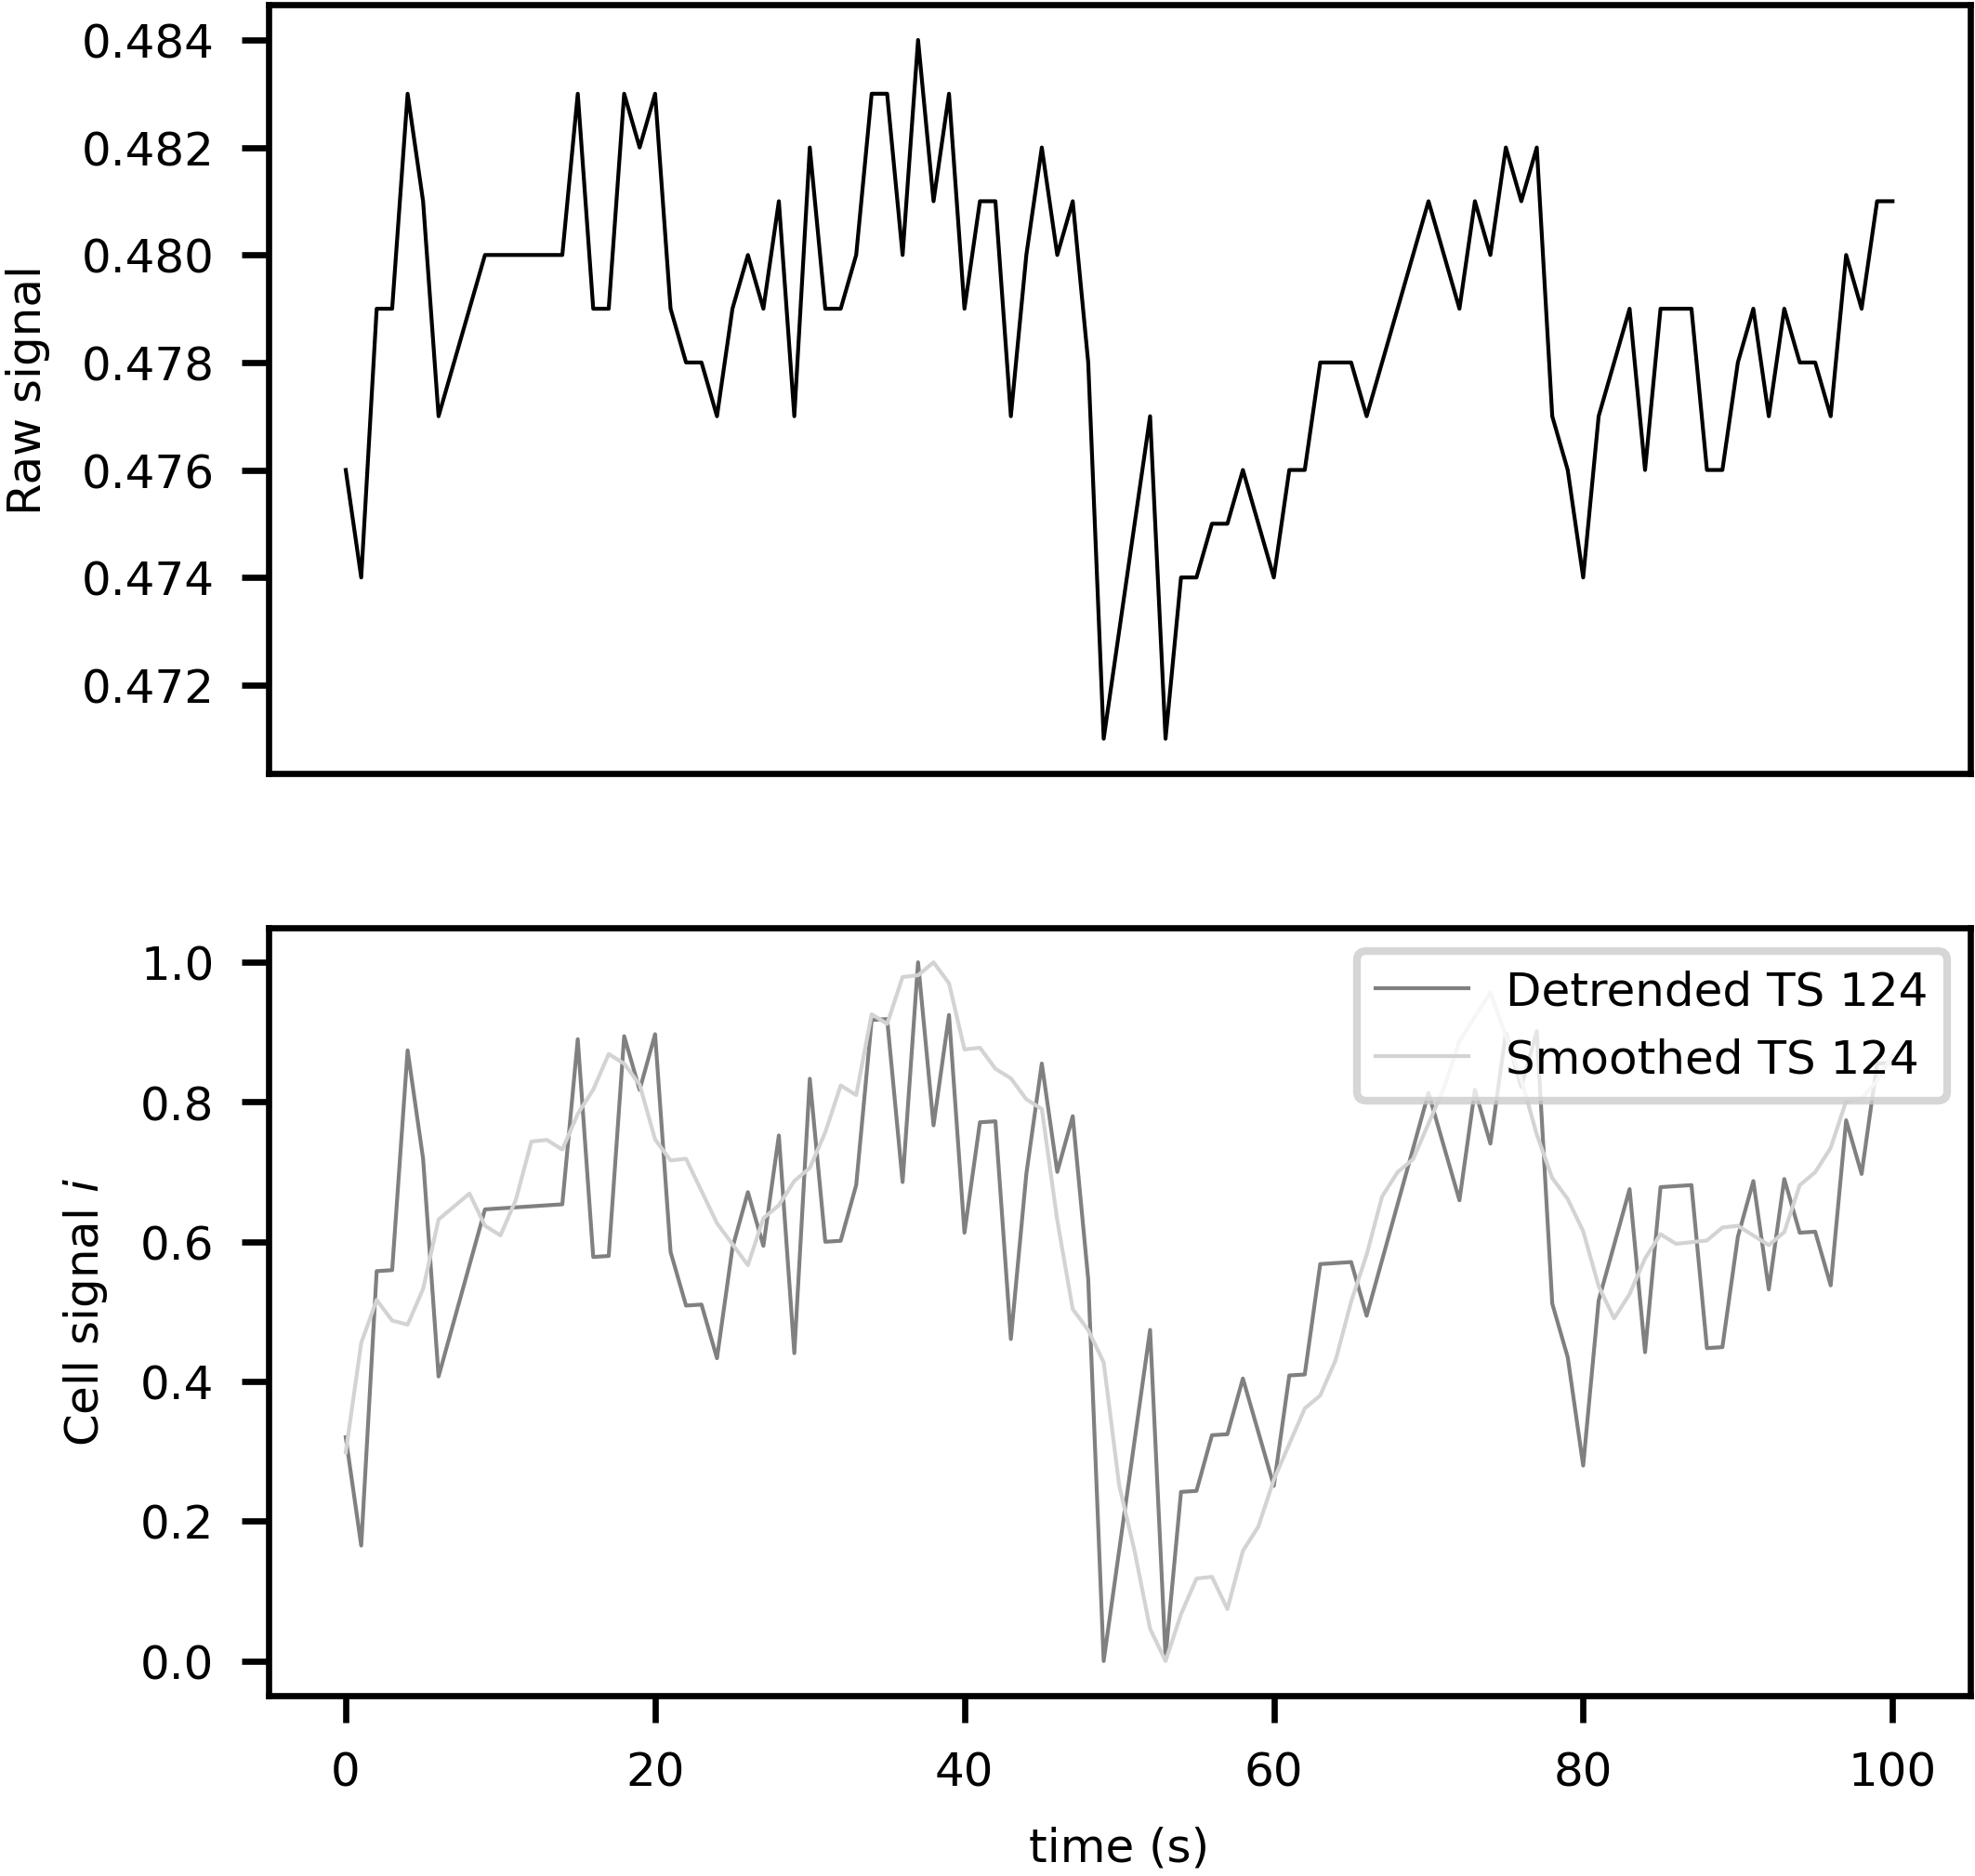 0.484
0.482
0.480
0.478
0.476
0.474
0.472
Raw signal
1.0
0.8
0.6
0.4
0.2
0.0
Cell signal i
Detrended TS 124
Smoothed TS 124
0 20 40 60 80 100
time (s)